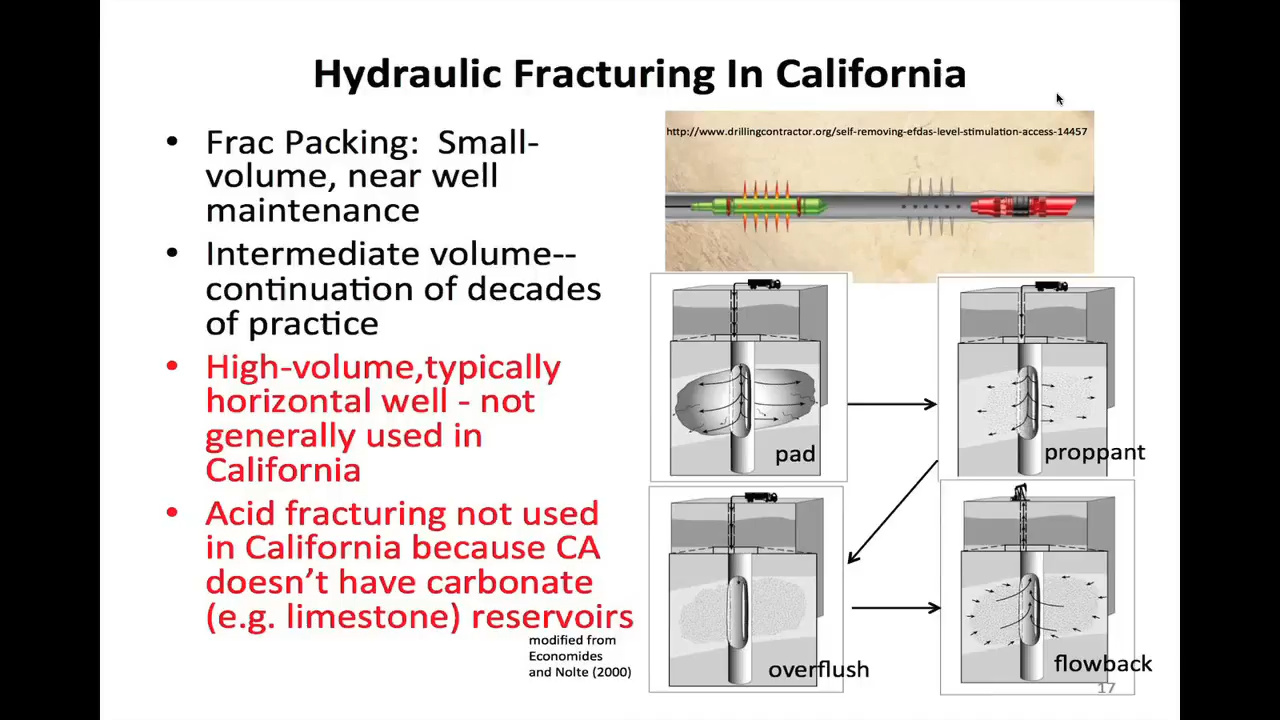 Hydraulic Fracturing In California
• Frac Packing: Small-
volume, near well
maintenance
• Intermediate volume--
continuation of decades
of practice
• High-volume,typically
horizontal well - not
generally used in
California
• Acid fracturing not used
in California because CA
doesn’t have carbonate
(e.g. limestone) reservoirs
modified from
Economides
and Nolte (2000)
http://www.drillingcontractor.org/self-removing-efdas-level-stimulation-access-14457
pad
proppant
overflush
flowback
17